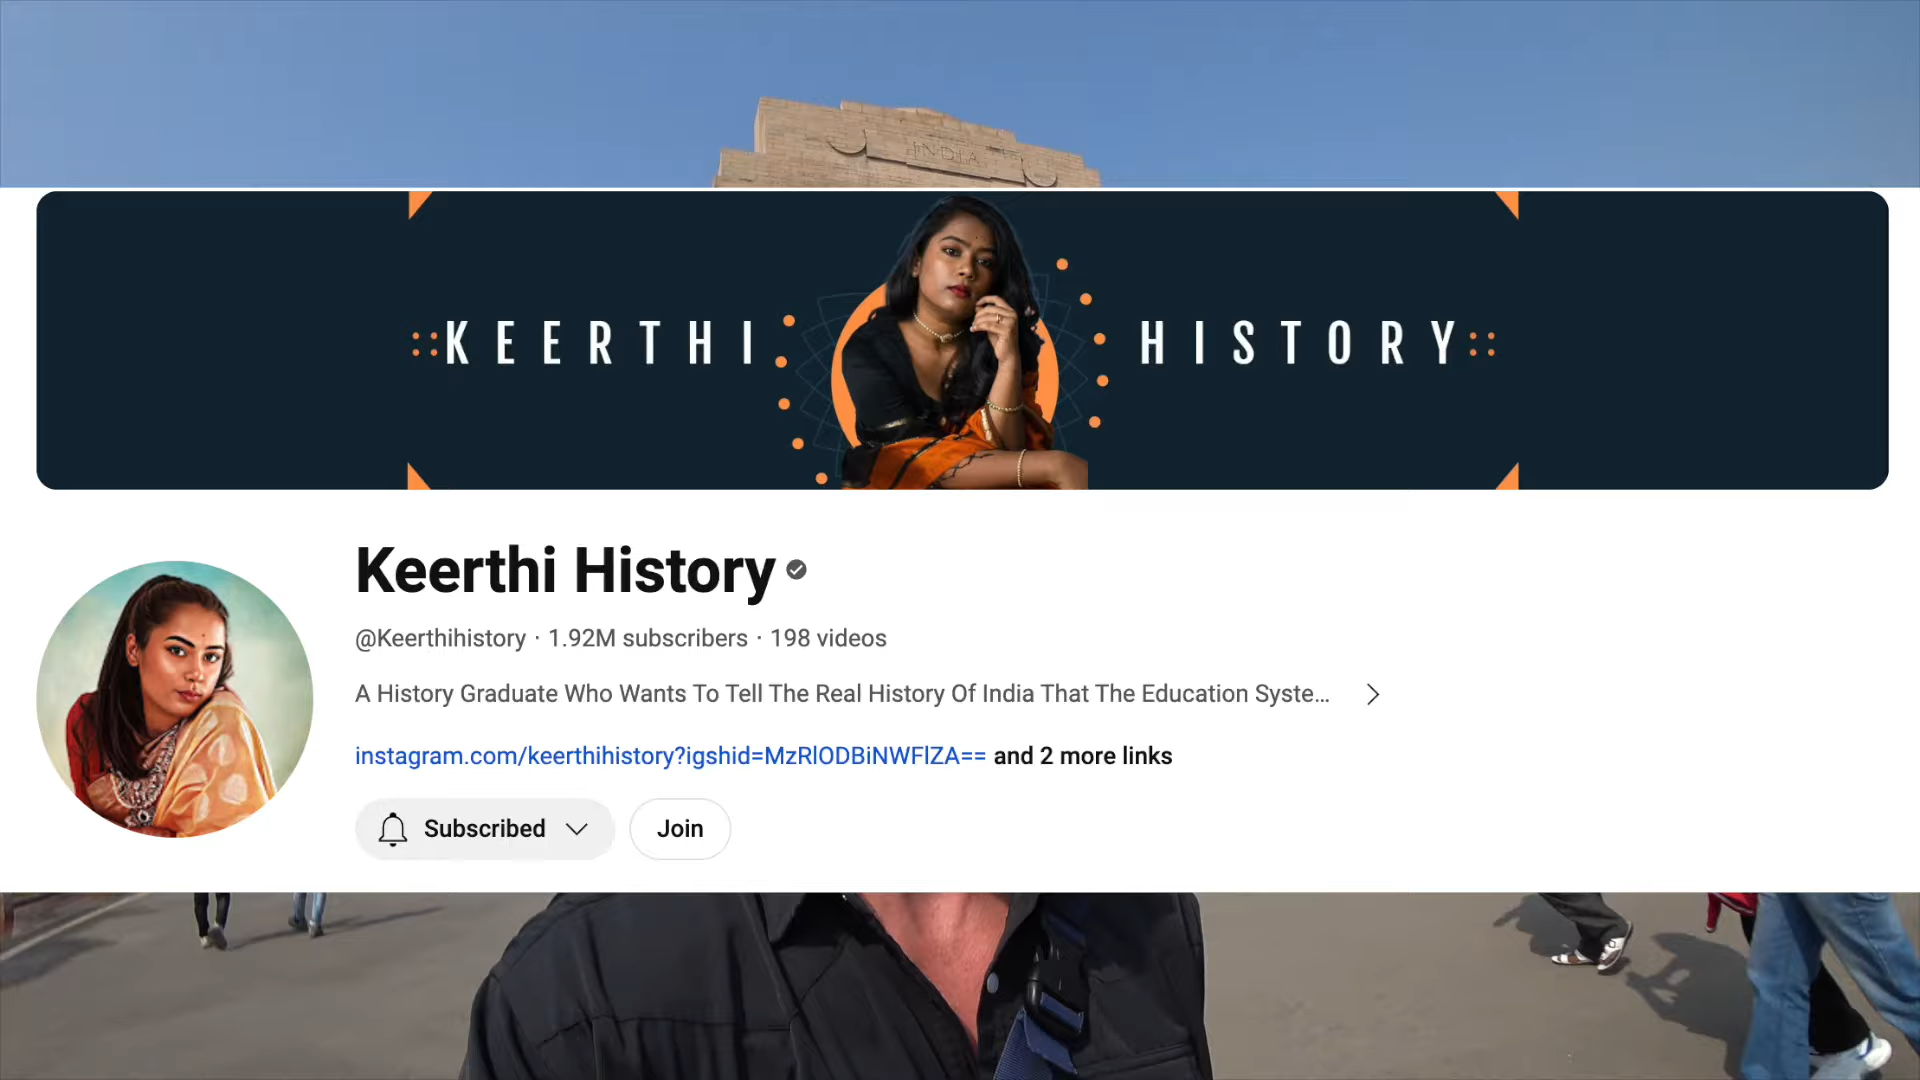 INDIA
KEERTHI HISTORY
Keerthi History
@Keerthihistory · 1.92M subscribers · 198 videos
A History Graduate Who Wants To Tell The Real History Of India That The Education Syste...
instagram.com/keerthihistory?igshid=MzRlODBiNWFlZA== and 2 more links
Subscribed
Join